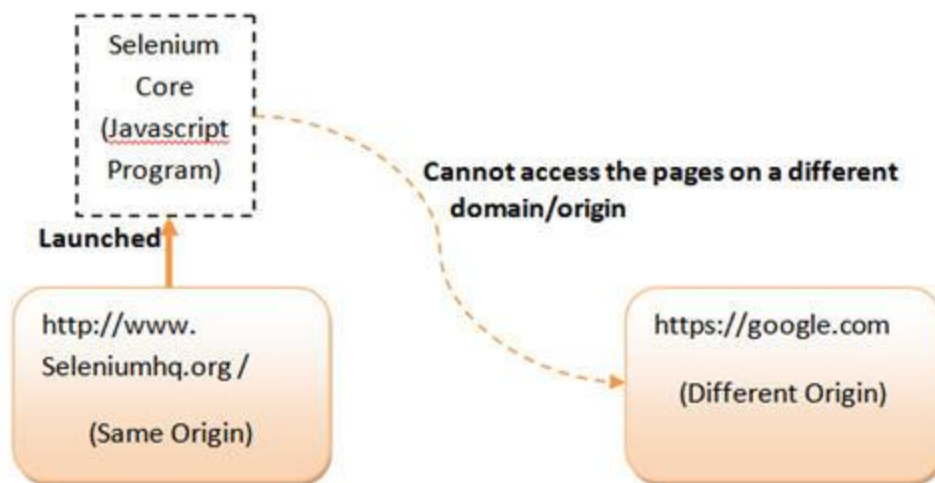 Selenium
Core
(Javascript
Program)
Cannot access the pages on a different
domain/origin
Launched
http://www.
Seleniumhq.org /
(Same Origin)
https://google.com
(Different Origin)